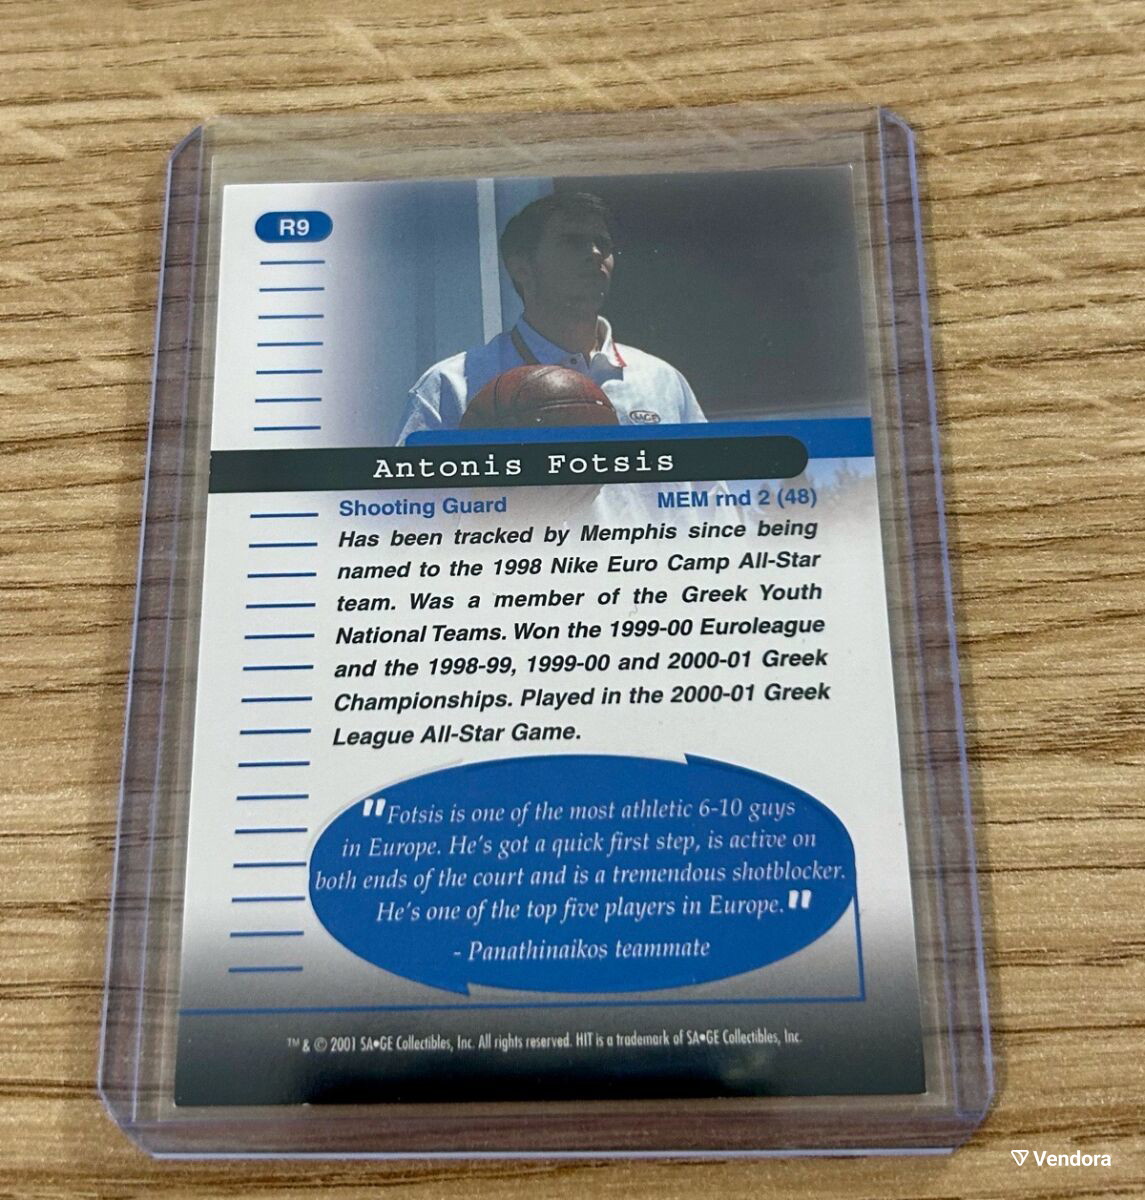 R9
SAGE
Antonis Fotsis
Shooting Guard MEM rnd 2 (48)
Has been tracked by Memphis since being
named to the 1998 Nike Euro Camp All-Star
team. Was a member of the Greek Youth
National Teams. Won the 1999-00 Euroleague
and the 1998-99, 1999-00 and 2000-01 Greek
Championships. Played in the 2000-01 Greek
League All-Star Game.
"Fotsis is one of the most athletic 6-10 guys
in Europe. He's got a quick first step, is active on
both ends of the court and is a tremendous shotblocker.
He's one of the top five players in Europe."
- Panathinaikos teammate
™ & © 2001 SA•GE Collectibles, Inc. All rights reserved. HIT is a trademark of SA•GE Collectibles, Inc.
Vendora